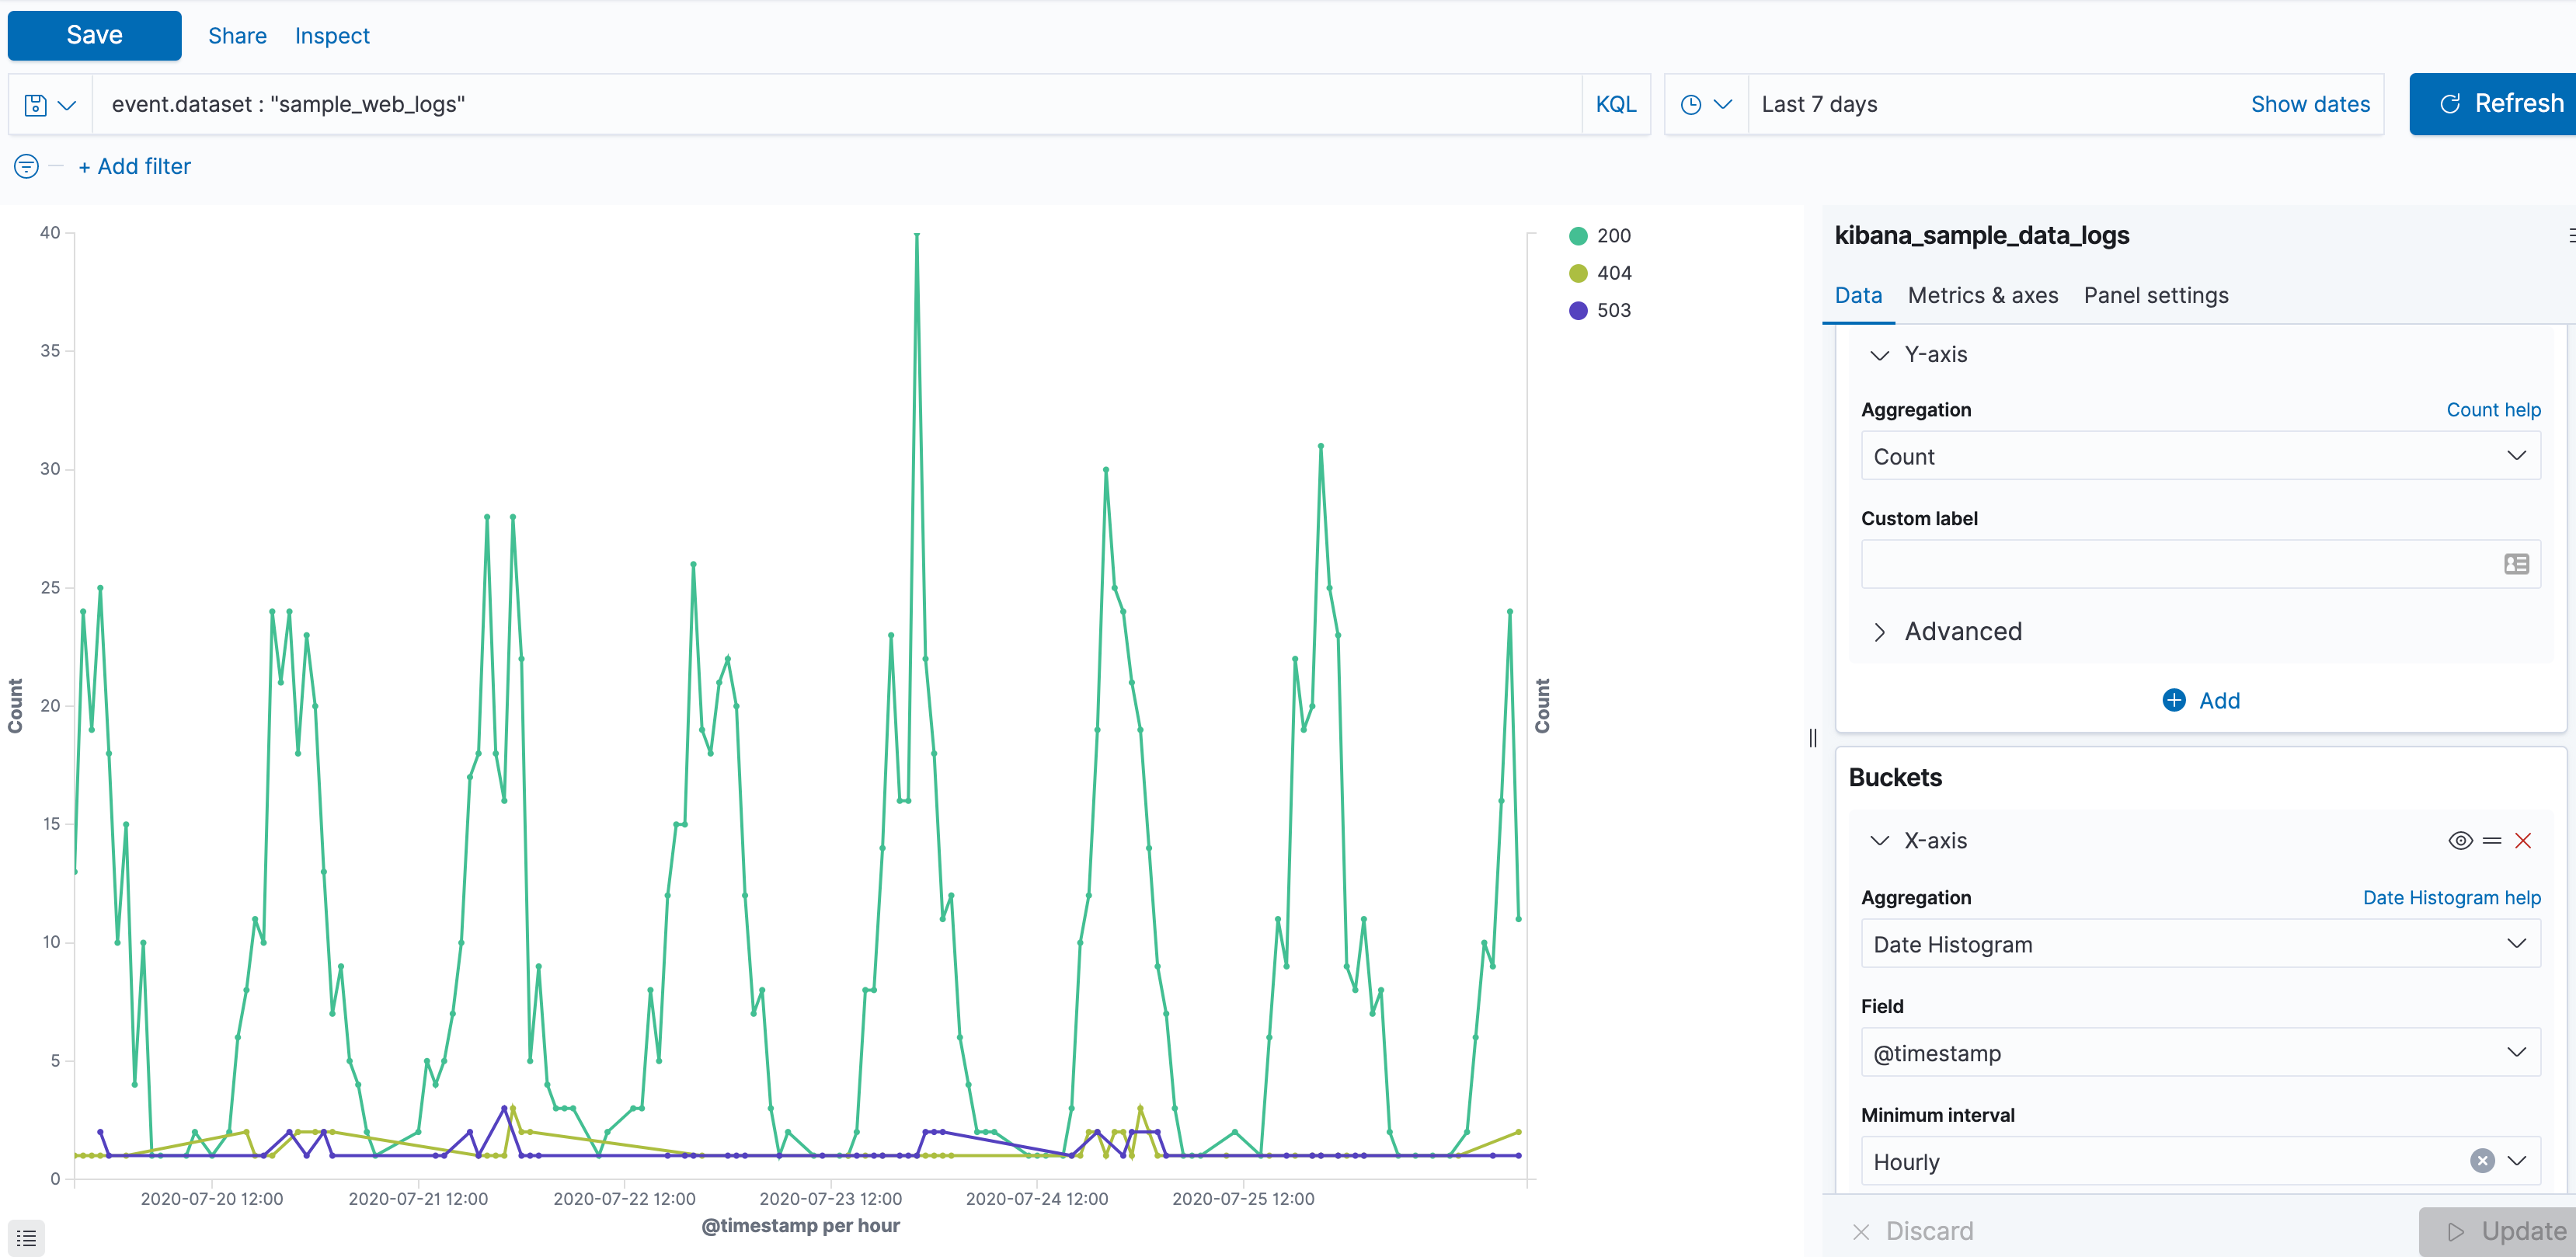 Save Share Inspect
event.dataset : "sample_web_logs" KQL Last 7 days Show dates Refresh
+ Add filter
40
35
30
25
20
15
10
5
0
Count
2020-07-20 12:00 2020-07-21 12:00 2020-07-22 12:00 2020-07-23 12:00 2020-07-24 12:00 2020-07-25 12:00
@timestamp per hour
Count
200
404
503
kibana_sample_data_logs
Data Metrics & axes Panel settings
Y-axis
Aggregation Count help
Count
Custom label
Advanced
Add
Buckets
X-axis
Aggregation Date Histogram help
Date Histogram
Field
@timestamp
Minimum interval
Hourly
Discard Update